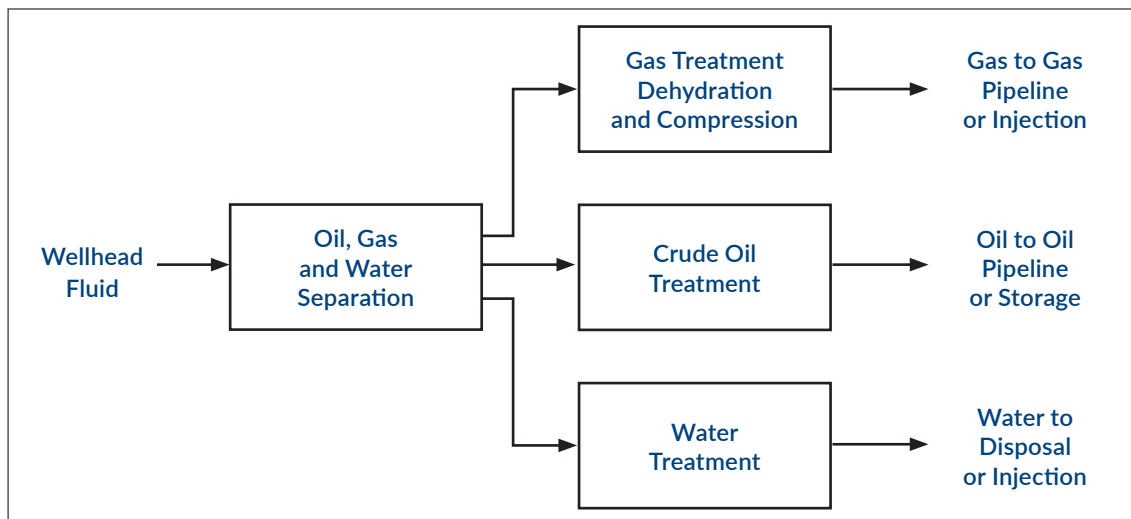 Wellhead
Fluid
Oil, Gas
and Water
Separation
Gas Treatment
Dehydration
and Compression
Gas to Gas
Pipeline
or Injection
Crude Oil
Treatment
Oil to Oil
Pipeline
or Storage
Water
Treatment
Water to
Disposal
or Injection